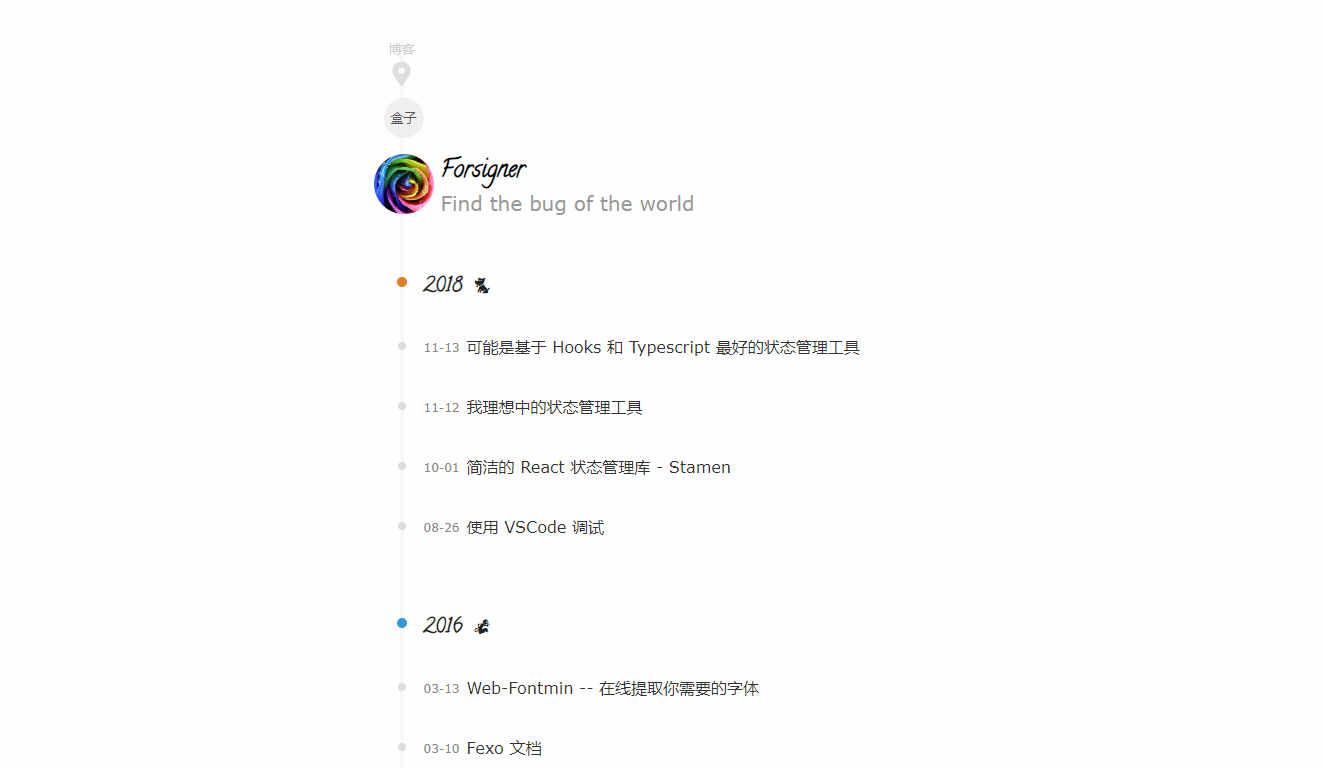 博客
盒子
Forsigner
Find the bug of the world
2018
11-13 可能是基于 Hooks 和 Typescript 最好的状态管理工具
11-12 我理想中的状态管理工具
10-01 简洁的 React 状态管理库 - Stamen
08-26 使用 VSCode 调试
2016
03-13 Web-Fontmin -- 在线提取你需要的字体
03-10 Fexo 文档